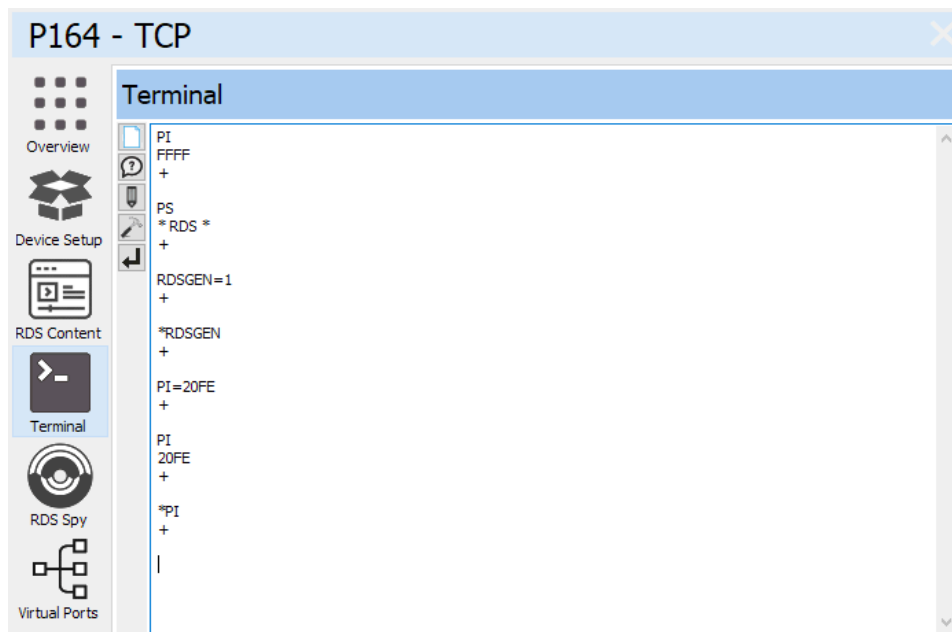 P164 - TCP
Overview
Device Setup
RDS Content
Terminal
RDS Spy
Virtual Ports
Terminal
PI
FFFF
+
PS
* RDS *
+
RDSGEN=1
+
*RDSGEN
+
PI=20FE
+
PI
20FE
+
*PI
+